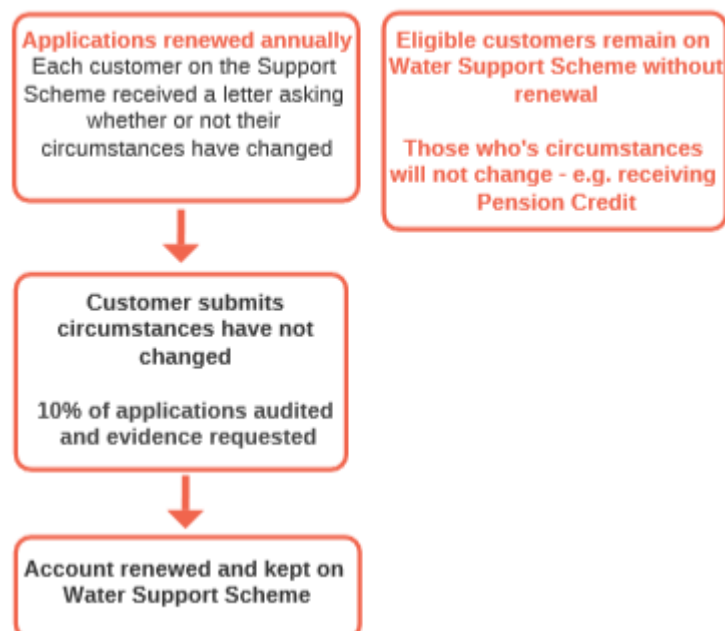 Applications renewed annually
Each customer on the Support
Scheme received a letter asking
whether or not their
circumstances have changed
Eligible customers remain on
Water Support Scheme without
renewal
Those who's circumstances
will not change - e.g. receiving
Pension Credit
Customer submits
circumstances have not
changed
10% of applications audited
and evidence requested
Account renewed and kept on
Water Support Scheme